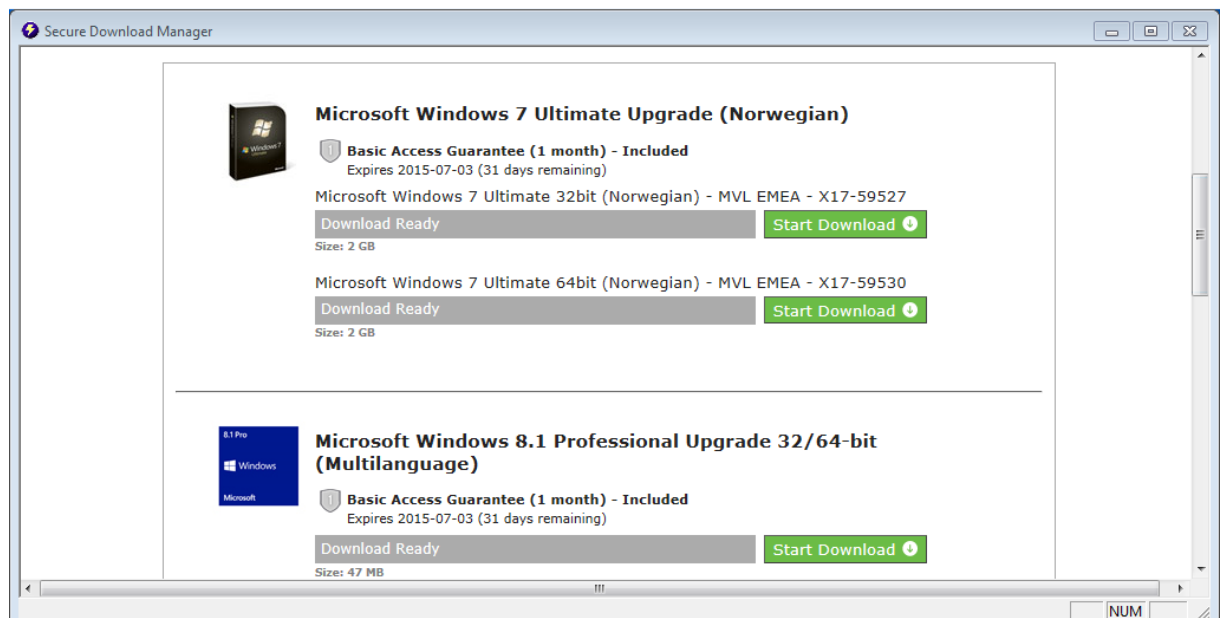 Secure Download Manager
Microsoft Windows 7 Ultimate Upgrade (Norwegian)
Windows 7
1 Basic Access Guarantee (1 month) - Included
Expires 2015-07-03 (31 days remaining)
Microsoft Windows 7 Ultimate 32bit (Norwegian) - MVL EMEA - X17-59527
Download Ready Start Download
Size: 2 GB
Microsoft Windows 7 Ultimate 64bit (Norwegian) - MVL EMEA - X17-59530
Download Ready Start Download
Size: 2 GB
8.1 Pro
Windows
Microsoft
Microsoft Windows 8.1 Professional Upgrade 32/64-bit
(Multilanguage)
1 Basic Access Guarantee (1 month) - Included
Expires 2015-07-03 (31 days remaining)
Download Ready Start Download
Size: 47 MB
NUM